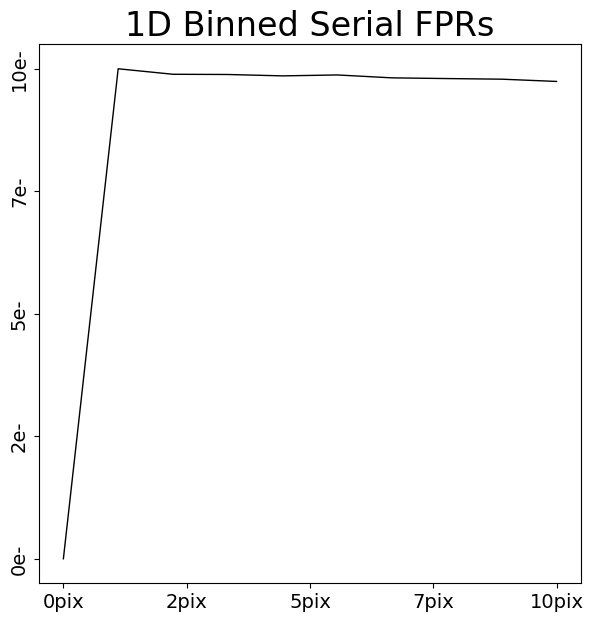 1D Binned Serial FPRs
10e-
7e-
5e-
2e-
0e-
0pix 2pix 5pix 7pix 10pix